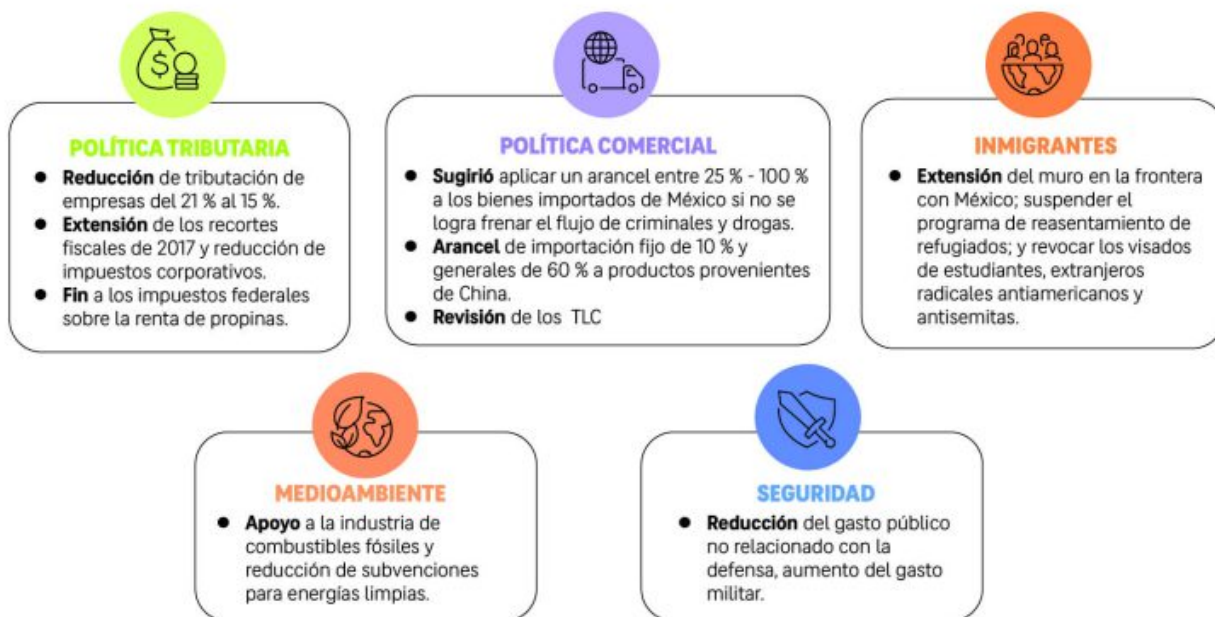 POLÍTICA TRIBUTARIA
● Reducción de tributación de
empresas del 21 % al 15 %.
● Extensión de los recortes
fiscales de 2017 y reducción de
impuestos corporativos.
● Fin a los impuestos federales
sobre la renta de propinas.
POLÍTICA COMERCIAL
● Sugirió aplicar un arancel entre 25 % - 100 %
a los bienes importados de México si no se
logra frenar el flujo de criminales y drogas.
● Arancel de importación fijo de 10 % y
generales de 60 % a productos provenientes
de China.
● Revisión de los TLC
INMIGRANTES
● Extensión del muro en la frontera
con México; suspender el
programa de reasentamiento de
refugiados; y revocar los visados
de estudiantes, extranjeros
radicales antiamericanos y
antisemitas.
MEDIOAMBIENTE
● Apoyo a la industria de
combustibles fósiles y
reducción de subvenciones
para energías limpias.
SEGURIDAD
● Reducción del gasto público
no relacionado con la
defensa, aumento del gasto
militar.